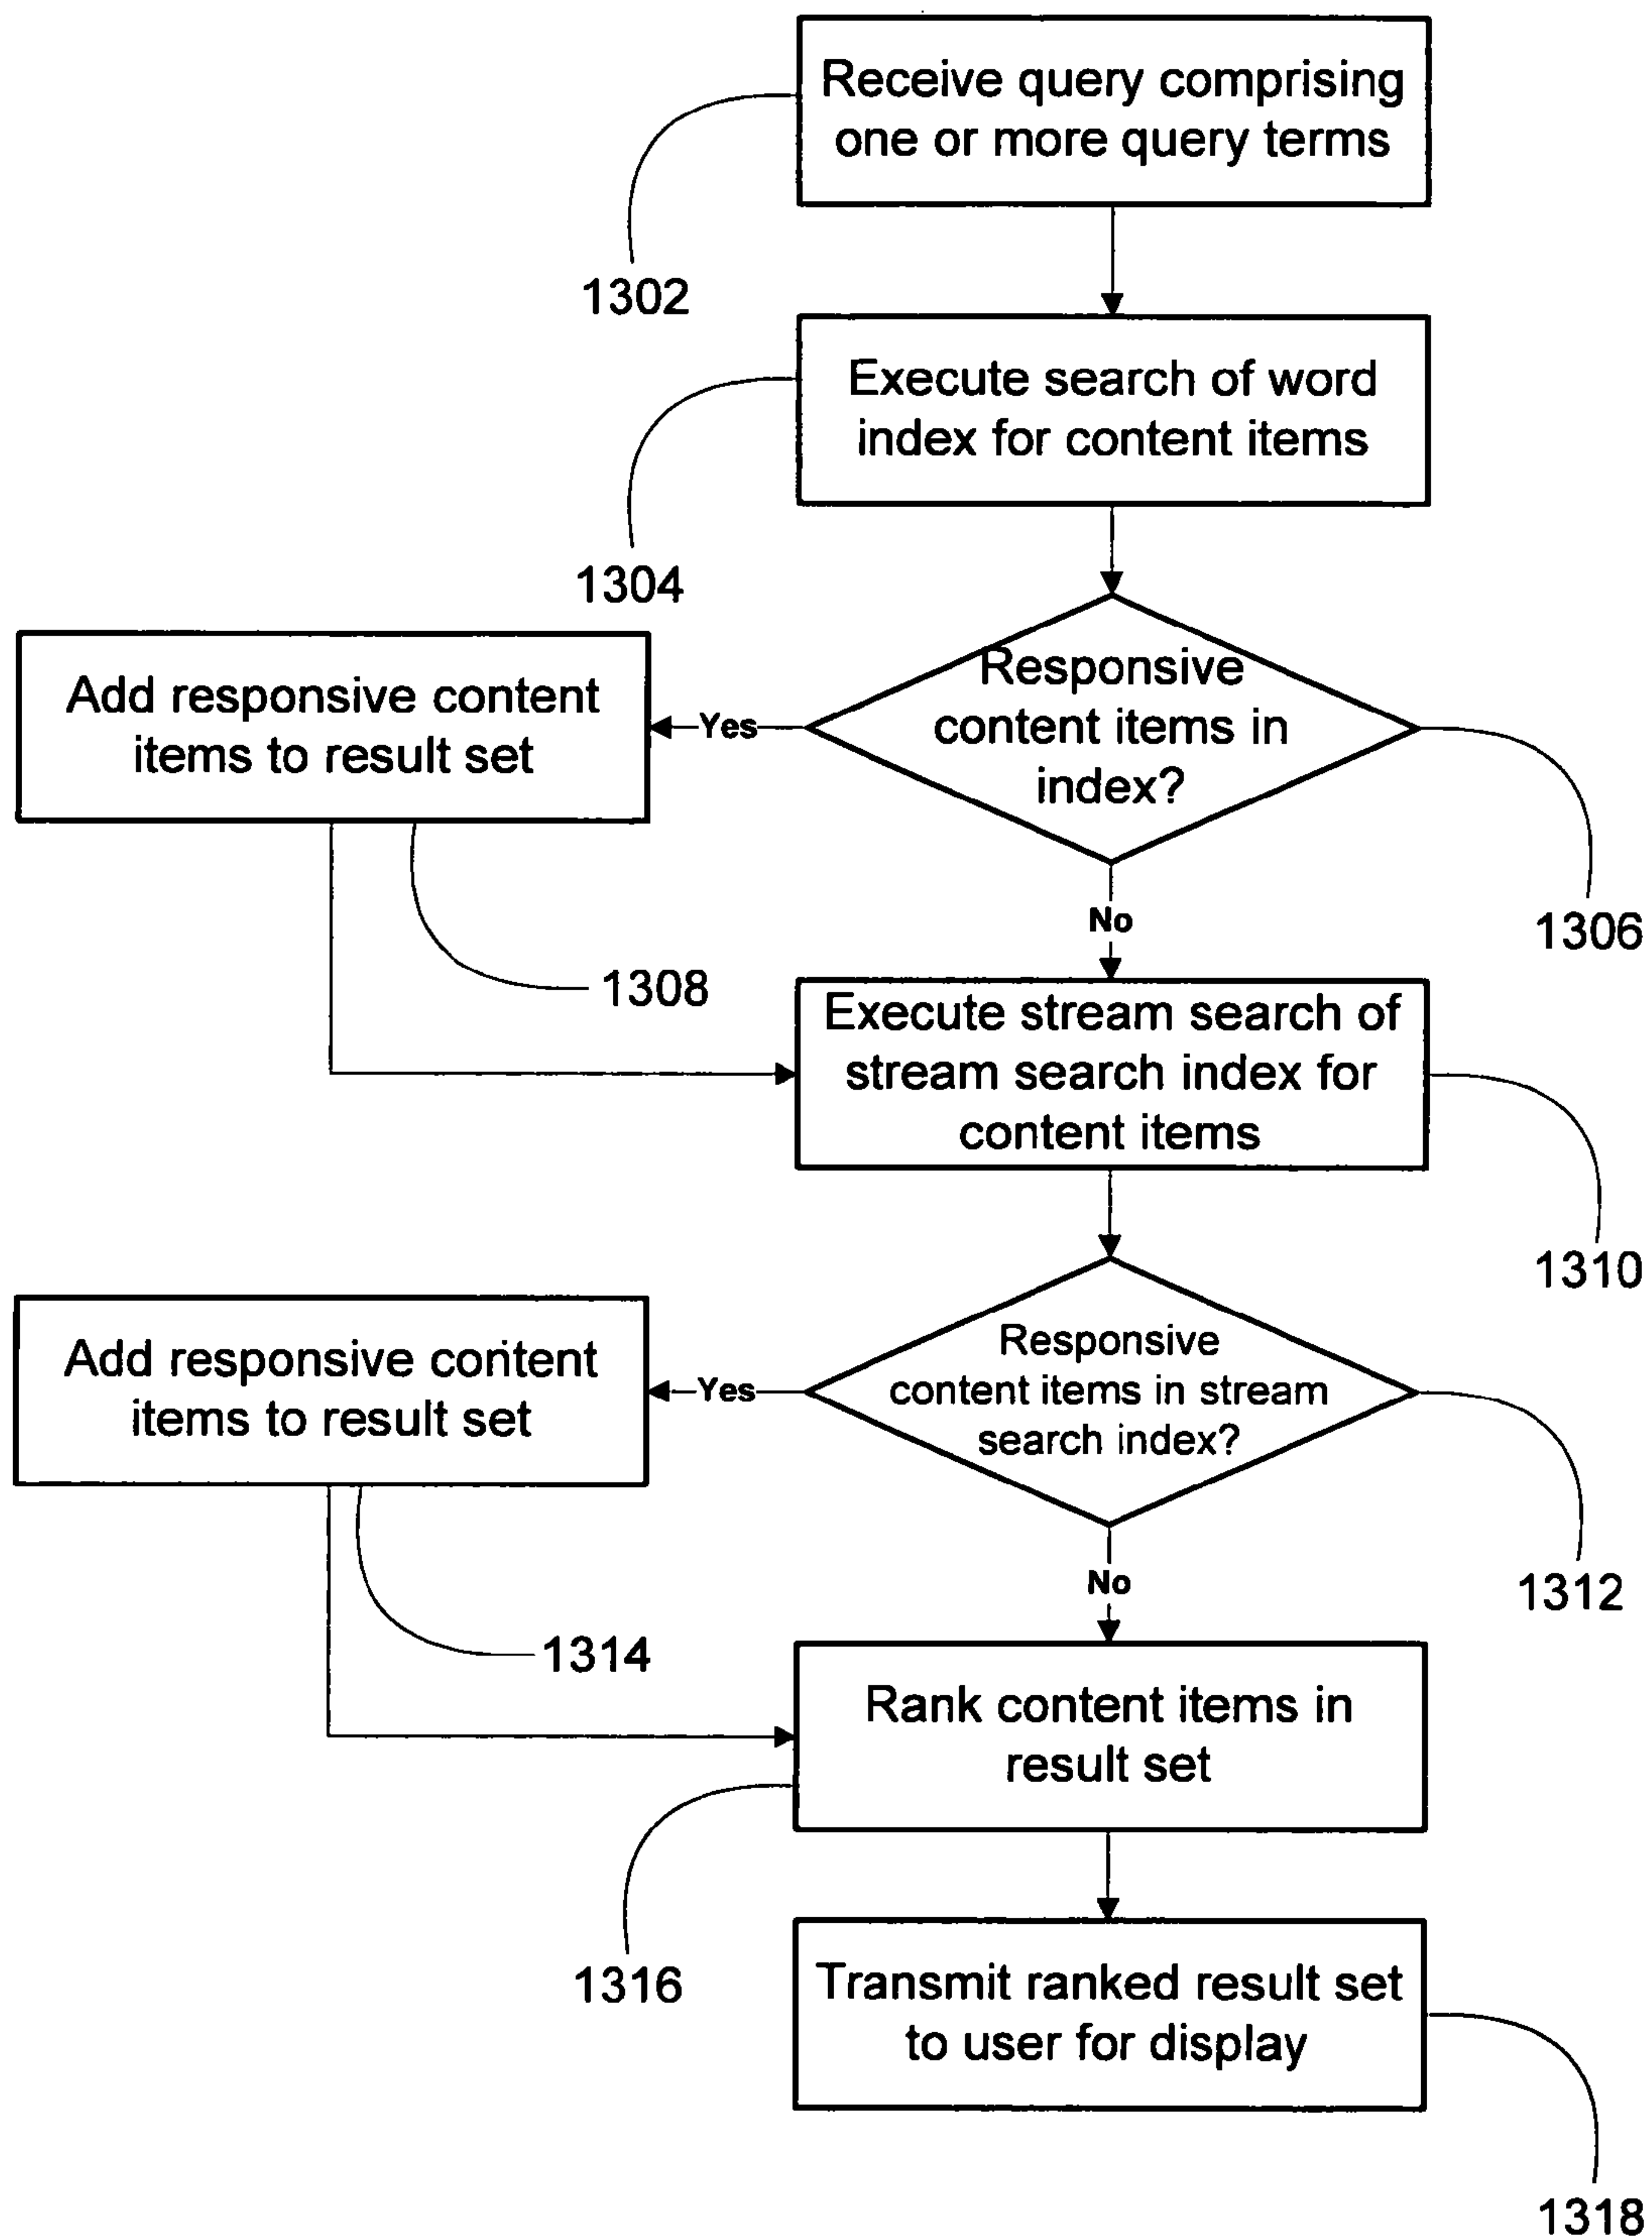 Receive query comprising
one or more query terms
1302
Execute search of word
index for content items
1304
Responsive
content items in
index?
1306
Yes
Add responsive content
items to result set
1308
No
Execute stream search of
stream search index for
content items
1310
Responsive
content items in stream
search index?
1312
Yes
Add responsive content
items to result set
1314
No
Rank content items in
result set
1316
Transmit ranked result set
to user for display
1318